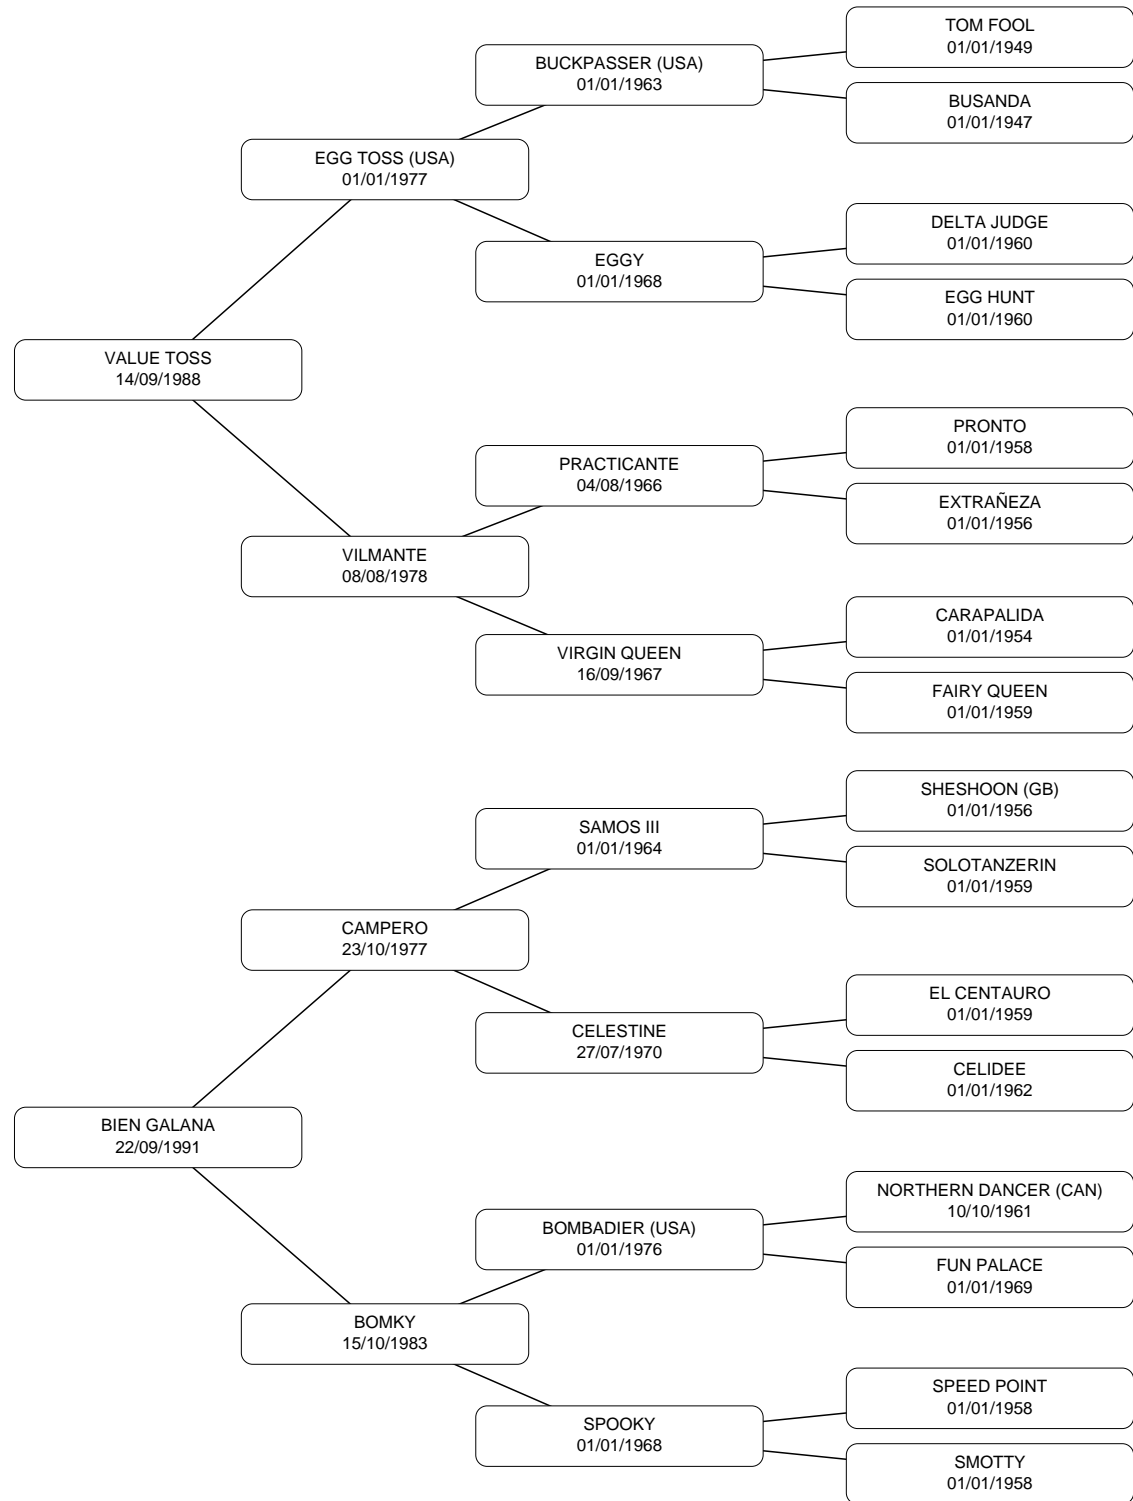 TOM FOOL
01/01/1949
BUCKPASSER (USA)
01/01/1963
BUSANDA
01/01/1947
EGG TOSS (USA)
01/01/1977
DELTA JUDGE
01/01/1960
EGGY
01/01/1968
EGG HUNT
01/01/1960
VALUE TOSS
14/09/1988
PRONTO
01/01/1958
PRACTICANTE
04/08/1966
EXTRAÑEZA
01/01/1956
VILMANTE
08/08/1978
CARAPALIDA
01/01/1954
VIRGIN QUEEN
16/09/1967
FAIRY QUEEN
01/01/1959
SHESHOON (GB)
01/01/1956
SAMOS III
01/01/1964
SOLOTANZERIN
01/01/1959
CAMPERO
23/10/1977
EL CENTAURO
01/01/1959
CELESTINE
27/07/1970
CELIDEE
01/01/1962
BIEN GALANA
22/09/1991
NORTHERN DANCER (CAN)
10/10/1961
BOMBADIER (USA)
01/01/1976
FUN PALACE
01/01/1969
BOMKY
15/10/1983
SPEED POINT
01/01/1958
SPOOKY
01/01/1968
SMOTTY
01/01/1958